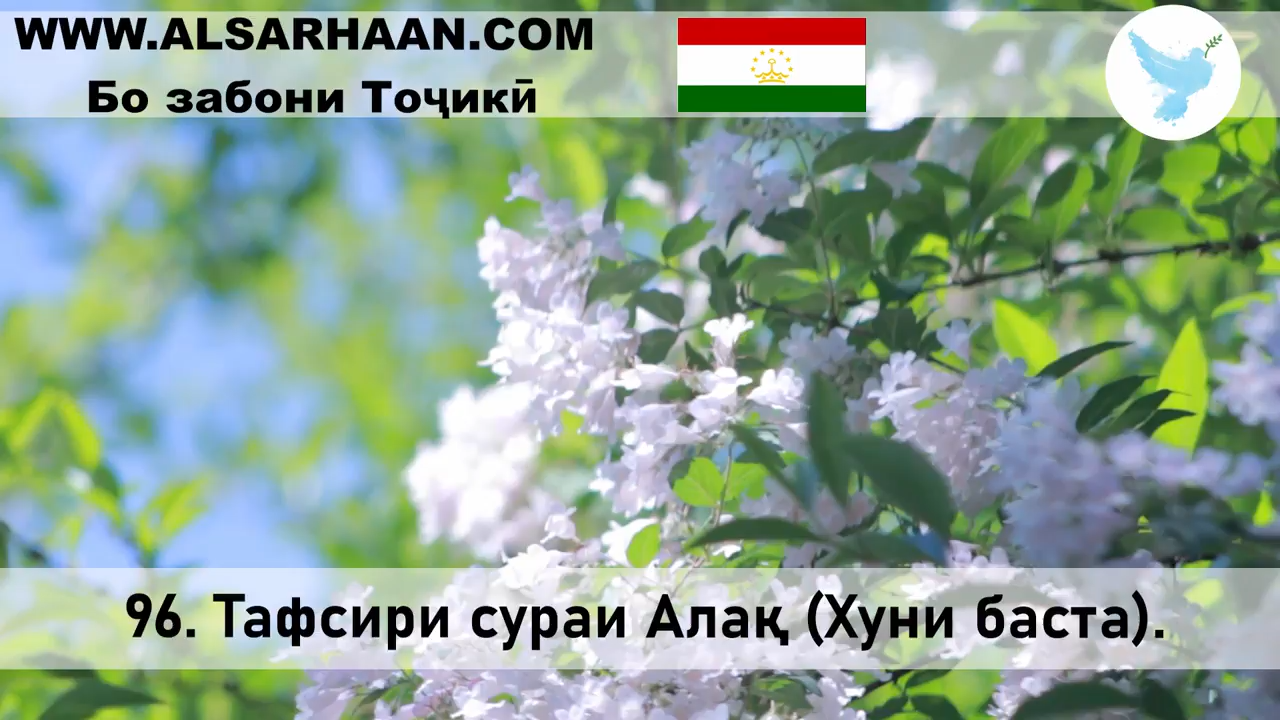 WWW.ALSARHAAN.COM
Бо забони Тоҷикӣ
96. Тафсири сураи Алақ (Хуни баста).